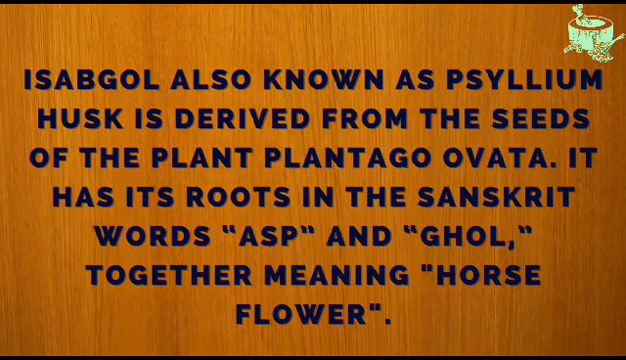 ISABGOL ALSO KNOWN AS PSYLLIUM
HUSK IS DERIVED FROM THE SEEDS
OF THE PLANT PLANTAGO OVATA. IT
HAS ITS ROOTS IN THE SANSKRIT
WORDS “ASP” AND “GHOL,”
TOGETHER MEANING "HORSE
FLOWER".